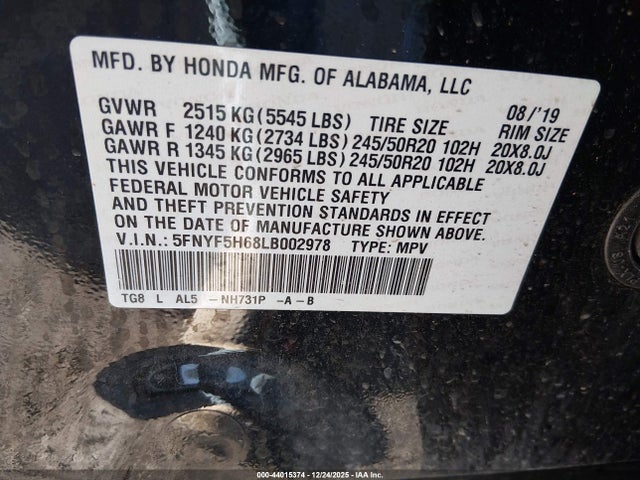 MFD. BY HONDA MFG. OF ALABAMA, LLC
08/'19
GVWR 2515 KG (5545 LBS) TIRE SIZE RIM SIZE
GAWR F 1240 KG (2734 LBS) 245/50R20 102H 20X8.0J
GAWR R 1345 KG (2965 LBS) 245/50R20 102H 20X8.0J
THIS VEHICLE CONFORMS TO ALL APPLICABLE
FEDERAL MOTOR VEHICLE SAFETY
AND THEFT PREVENTION STANDARDS IN EFFECT
ON THE DATE OF MANUFACTURE SHOWN ABOVE.
V.I.N.: 5FNYF5H68LB002978 TYPE: MPV
TG8 L AL5 -NH731P -A-B
000-44015374 • 12/24/2025 • IAA Inc.